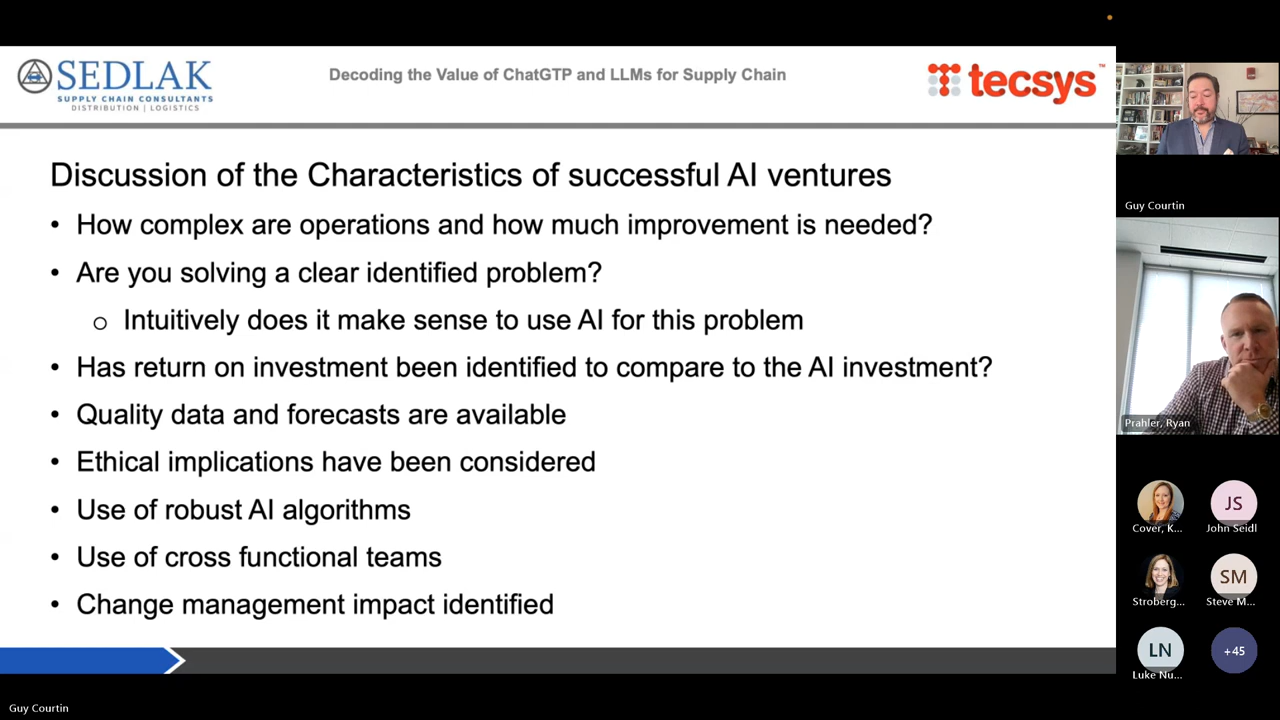 SEDLAK
SUPPLY CHAIN CONSULTANTS
DISTRIBUTION | LOGISTICS
Decoding the Value of ChatGTP and LLMs for Supply Chain
tecsys™
Discussion of the Characteristics of successful AI ventures
• How complex are operations and how much improvement is needed?
• Are you solving a clear identified problem?
o Intuitively does it make sense to use AI for this problem
• Has return on investment been identified to compare to the AI investment?
• Quality data and forecasts are available
• Ethical implications have been considered
• Use of robust AI algorithms
• Use of cross functional teams
• Change management impact identified
Guy Courtin
Prahler, Ryan
Cover, K...
JS
John Seidl
Stroberg...
SM
Steve M...
LN
Luke Nu...
+45
Guy Courtin